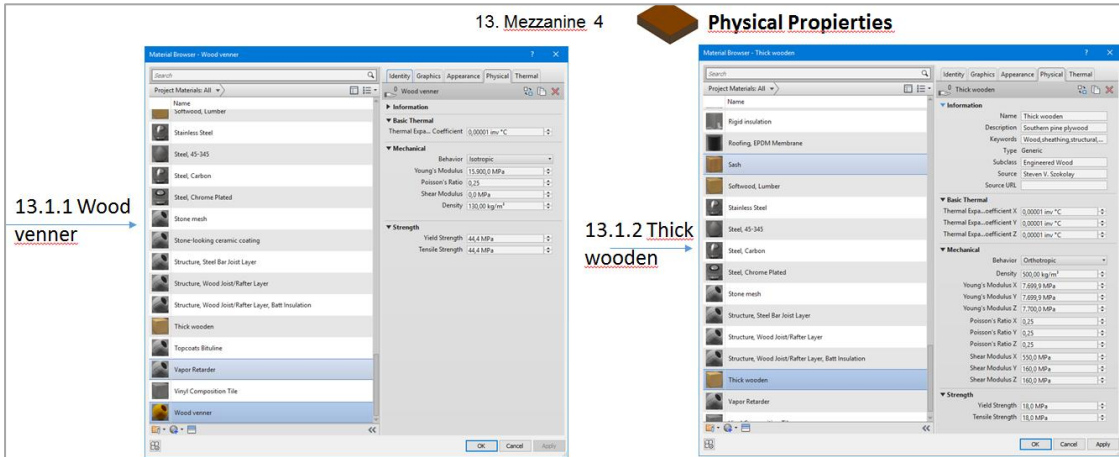 13. Mezzanine 4
Physical Propierties
13.1.1 Wood
venner
Material Browser - Wood venner
Search
Project Materials: All
Name
Softwood, Lumber
Stainless Steel
Steel, 45-345
Steel, Carbon
Steel, Chrome Plated
Stone mesh
Stone-looking ceramic coating
Structure, Steel Bar Joist Layer
Structure, Wood Joist/Rafter Layer
Structure, Wood Joist/Rafter Layer, Batt Insulation
Thick wooden
Topcoats Bituline
Vapor Retarder
Vinyl Composition Tile
Wood venner
Identity Graphics Appearance Physical Thermal
0 Wood venner
Information
Basic Thermal
Thermal Expa... Coefficient 0,00001 inv °C
Mechanical
Behavior Isotropic
Young's Modulus 15.900,0 MPa
Poisson's Ratio 0,25
Shear Modulus 0,0 MPa
Density 130,00 kg/m³
Strength
Yield Strength 44,4 MPa
Tensile Strength 44,4 MPa
OK Cancel Apply
13.1.2 Thick
wooden
Material Browser - Thick wooden
Search
Project Materials: All
Name
Rigid insulation
Roofing, EPDM Membrane
Sash
Softwood, Lumber
Stainless Steel
Steel, 45-345
Steel, Carbon
Steel, Chrome Plated
Stone mesh
Structure, Steel Bar Joist Layer
Structure, Wood Joist/Rafter Layer
Structure, Wood Joist/Rafter Layer, Batt Insulation
Thick wooden
Vapor Retarder
Identity Graphics Appearance Physical Thermal
0 Thick wooden
Information
Name Thick wooden
Description Southern pine plywood
Keywords Wood,sheathing,structural,...
Type Generic
Subclass Engineered Wood
Source Steven V. Szokolay
Source URL
Basic Thermal
Thermal Expa...oefficient X 0,00001 inv °C
Thermal Expa...oefficient Y 0,00001 inv °C
Thermal Expa...oefficient Z 0,00001 inv °C
Mechanical
Behavior Orthotropic
Density 500,00 kg/m³
Young's Modulus X 7.699,9 MPa
Young's Modulus Y 7.699,9 MPa
Young's Modulus Z 7.700,0 MPa
Poisson's Ratio X 0,25
Poisson's Ratio Y 0,25
Poisson's Ratio Z 0,25
Shear Modulus X 550,0 MPa
Shear Modulus Y 160,0 MPa
Shear Modulus Z 160,0 MPa
Strength
Yield Strength 18,0 MPa
Tensile Strength 18,0 MPa
OK Cancel Apply